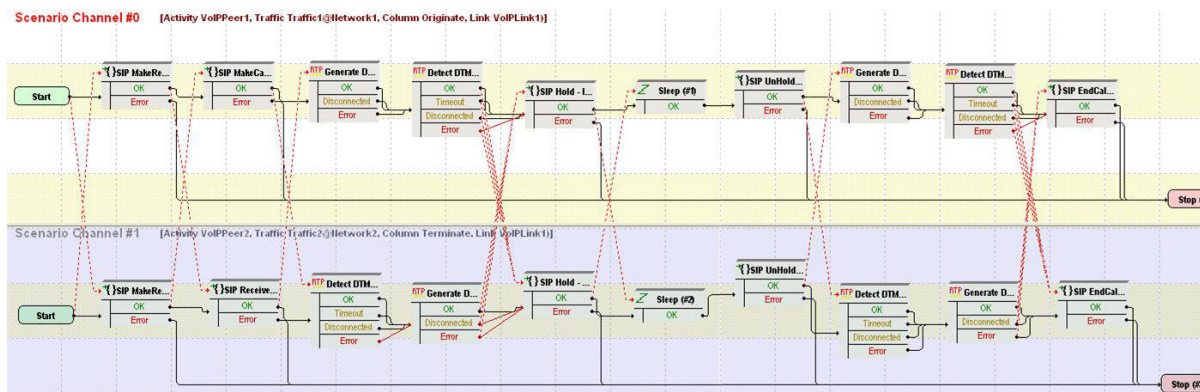 Scenario Channel #0 [Activity VoIPPeer1, Traffic Traffic1@Network1, Column Originate, Link VoIPLink1)]
Start
{}SIP MakeRe...
OK
Error
{}SIP MakeCa...
OK
Error
RTP Generate D...
OK
Disconnected
Error
RTP Detect DTM...
OK
Timeout
Disconnected
Error
{}SIP Hold - I...
OK
Error
Sleep (#1)
OK
{}SIP UnHold...
OK
Error
RTP Generate D...
OK
Disconnected
Error
RTP Detect DTM...
OK
Timeout
Disconnected
Error
{}SIP EndCal...
OK
Error
Stop (
Scenario Channel #1 [Activity VoIPPeer2, Traffic Traffic2@Network2, Column Terminate, Link VoIPLink1)]
Start
{}SIP MakeRe...
OK
Error
{}SIP Receive...
OK
Error
RTP Detect DTM...
OK
Timeout
Disconnected
Error
RTP Generate D...
OK
Disconnected
Error
{}SIP Hold - ...
OK
Error
Sleep (#2)
OK
{}SIP UnHold...
OK
Error
RTP Detect DTM...
OK
Timeout
Disconnected
Error
RTP Generate D...
OK
Disconnected
Error
{}SIP EndCal...
OK
Error
Stop (#